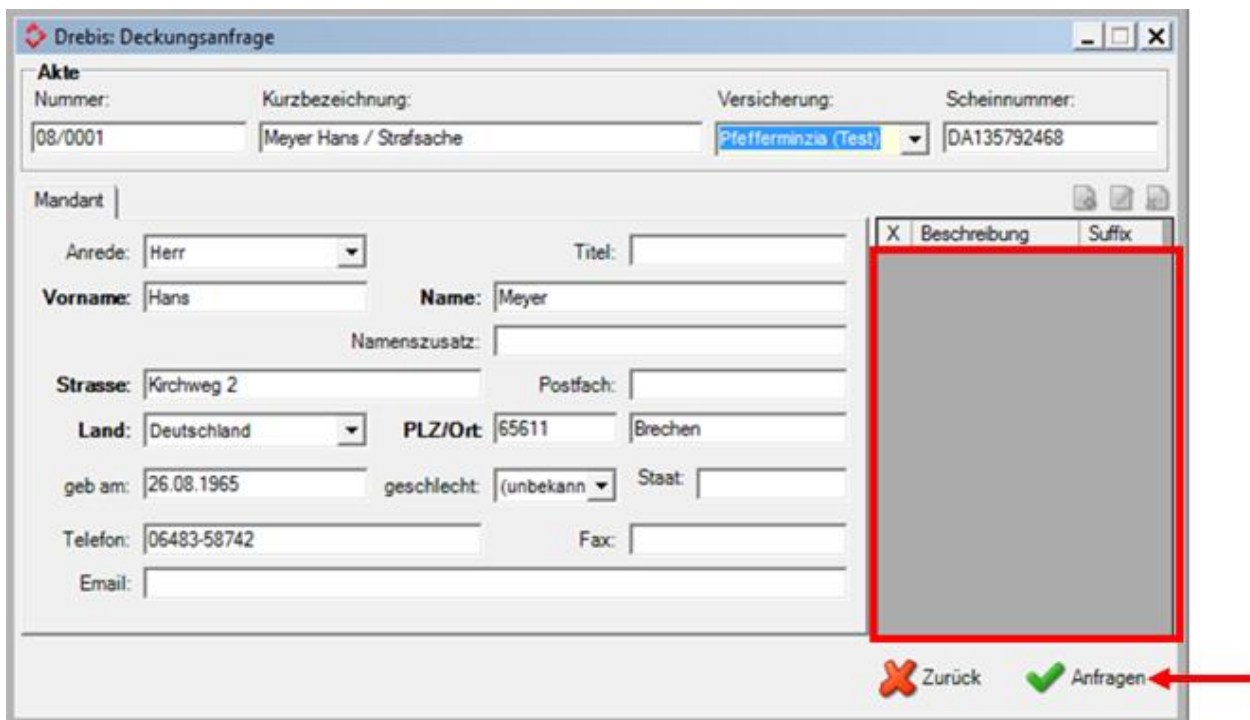 Drebis: Deckungsanfrage
Akte
Nummer: Kurzbezeichnung: Versicherung: Scheinnummer:
08/0001 Meyer Hans / Strafsache Pfefferminzia (Test) DA135792468
Mandant
X Beschreibung Suffix
Anrede: Herr Titel:
Vorname: Hans Name: Meyer
Namenszusatz:
Strasse: Kirchweg 2 Postfach:
Land: Deutschland PLZ/Ort: 65611 Brechen
geb am: 26.08.1965 geschlecht: (unbekann Staat:
Telefon: 06483-58742 Fax:
Email:
Zurück Anfragen